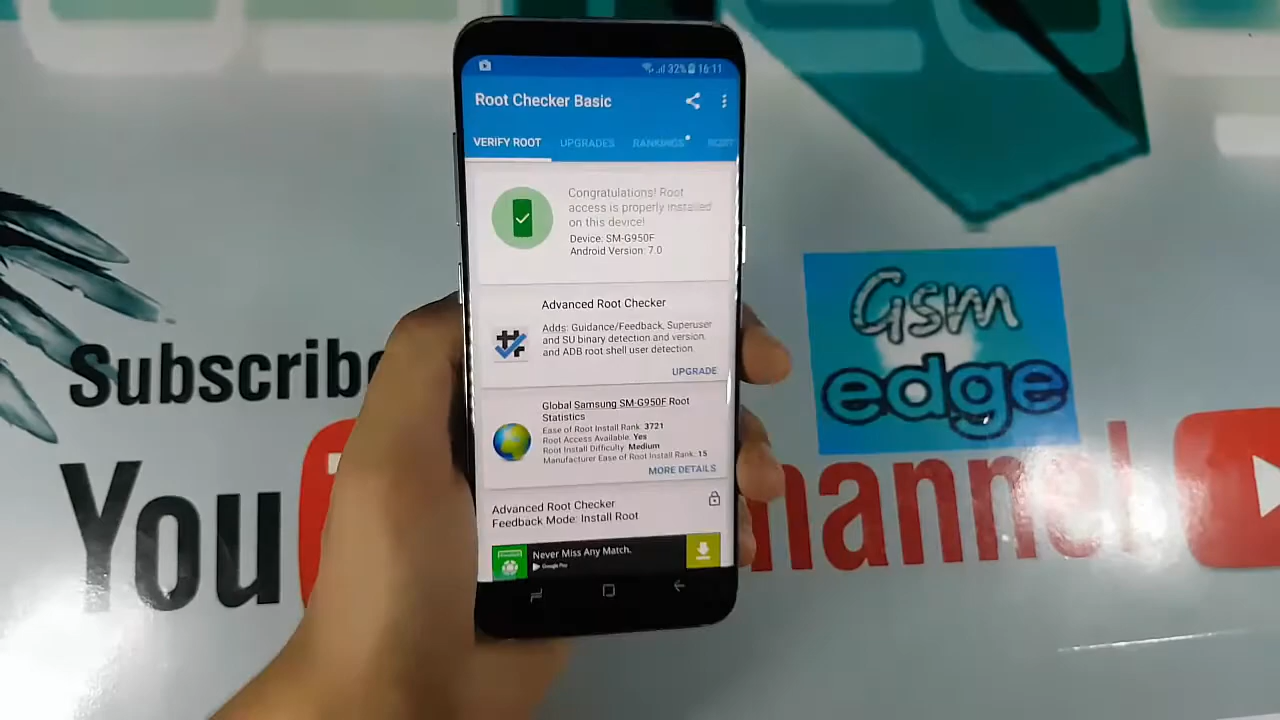 32% 16:11
Root Checker Basic
VERIFY ROOT UPGRADES RANKINGS ROOT
Congratulations! Root
access is properly installed
on this device!
Device: SM-G950F
Android Version: 7.0
Advanced Root Checker
Adds: Guidance/Feedback, Superuser
and SU binary detection and version,
and ADB root shell user detection.
UPGRADE
Global Samsung SM-G950F Root
Statistics
Ease of Root Install Rank: 3721
Root Access Available: Yes
Root Install Difficulty: Medium
Manufacturer Ease of Root Install Rank: 15
MORE DETAILS
Advanced Root Checker
Feedback Mode: Install Root
Never Miss Any Match.
Google Play
Subscribe
You
hannel
Gsm
edge